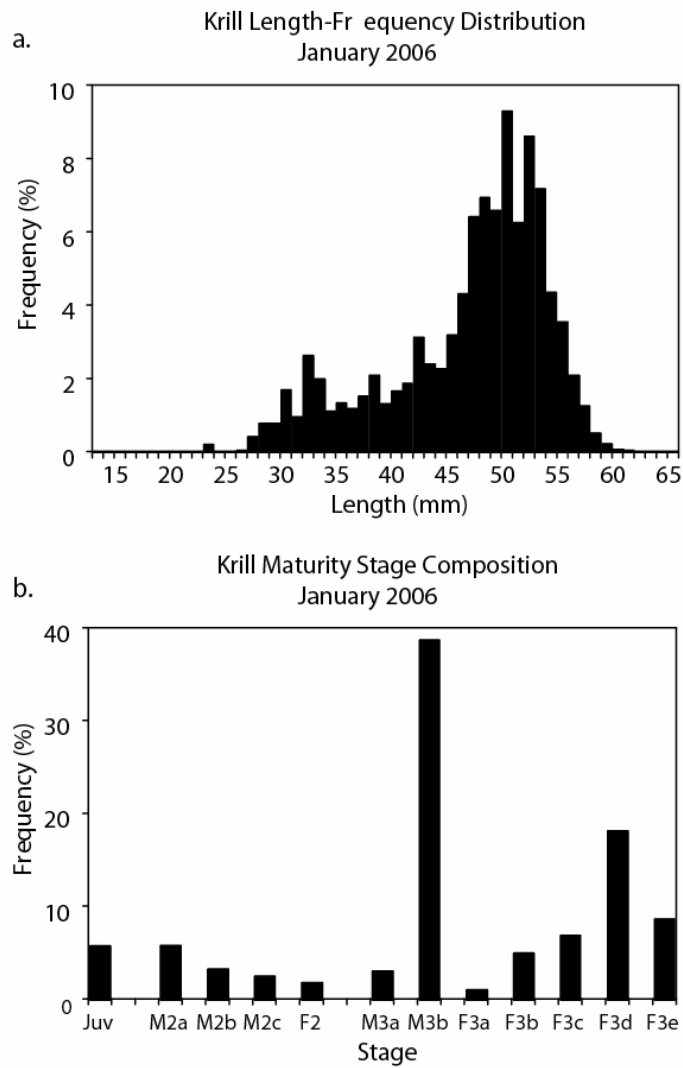 a.
Krill Length-Fr equency Distribution
January 2006
10
8
6
4
2
0
Frequency (%)
15 20 25 30 35 40 45 50 55 60 65
Length (mm)
b.
Krill Maturity Stage Composition
January 2006
40
30
20
10
0
Frequency (%)
Juv M2a M2b M2c F2 M3a M3b F3a F3b F3c F3d F3e
Stage